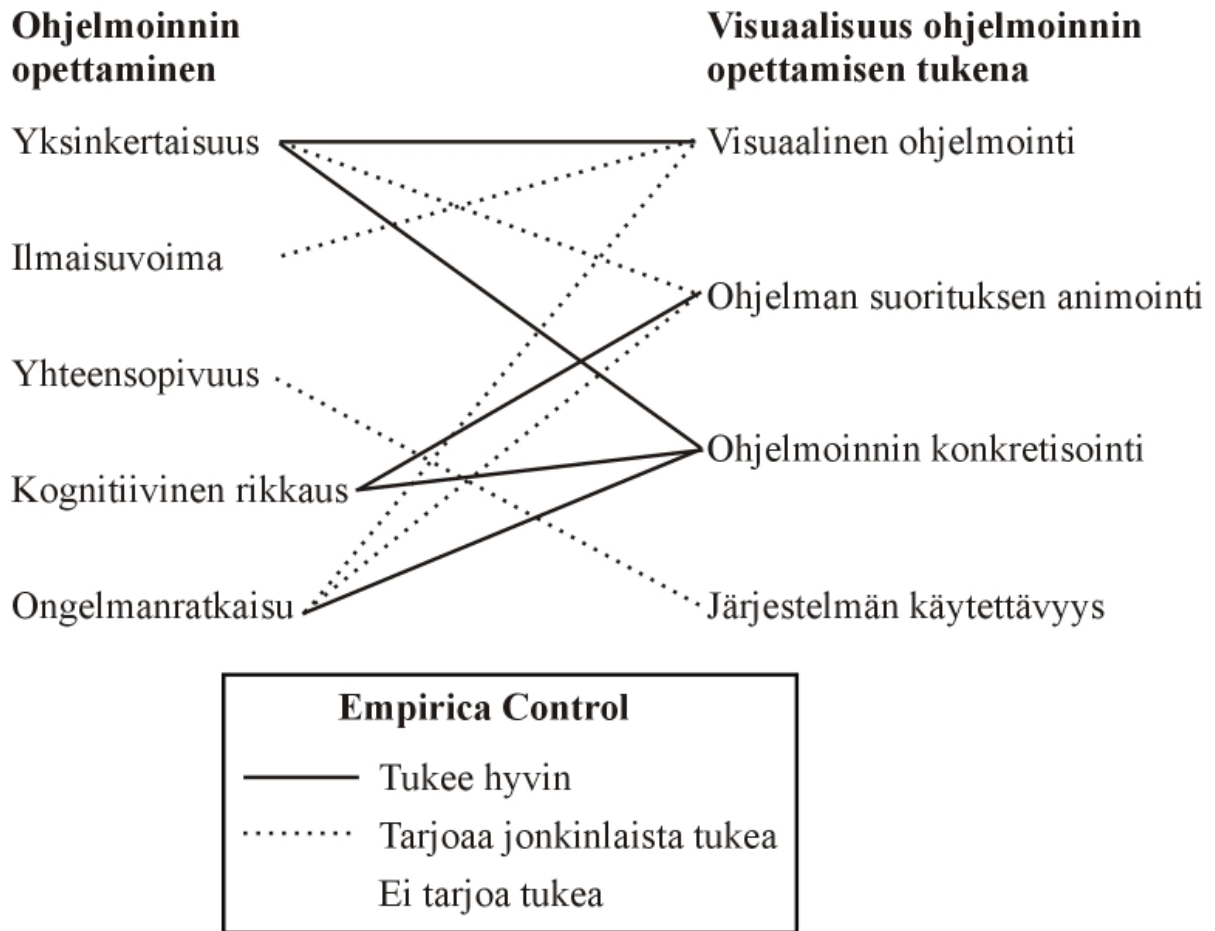 Ohjelmoinnin
opettaminen
Yksinkertaisuus
Ilmaisuvoima
Yhteensopivuus
Kognitiivinen rikkaus
Ongelmanratkaisu
Visuaalisuus ohjelmoinnin
opettamisen tukena
Visuaalinen ohjelmointi
Ohjelman suorituksen animointi
Ohjelmoinnin konkretisointi
Järjestelmän käytettävyys
Empirica Control
Tukee hyvin
Tarjoaa jonkinlaista tukea
Ei tarjoa tukea